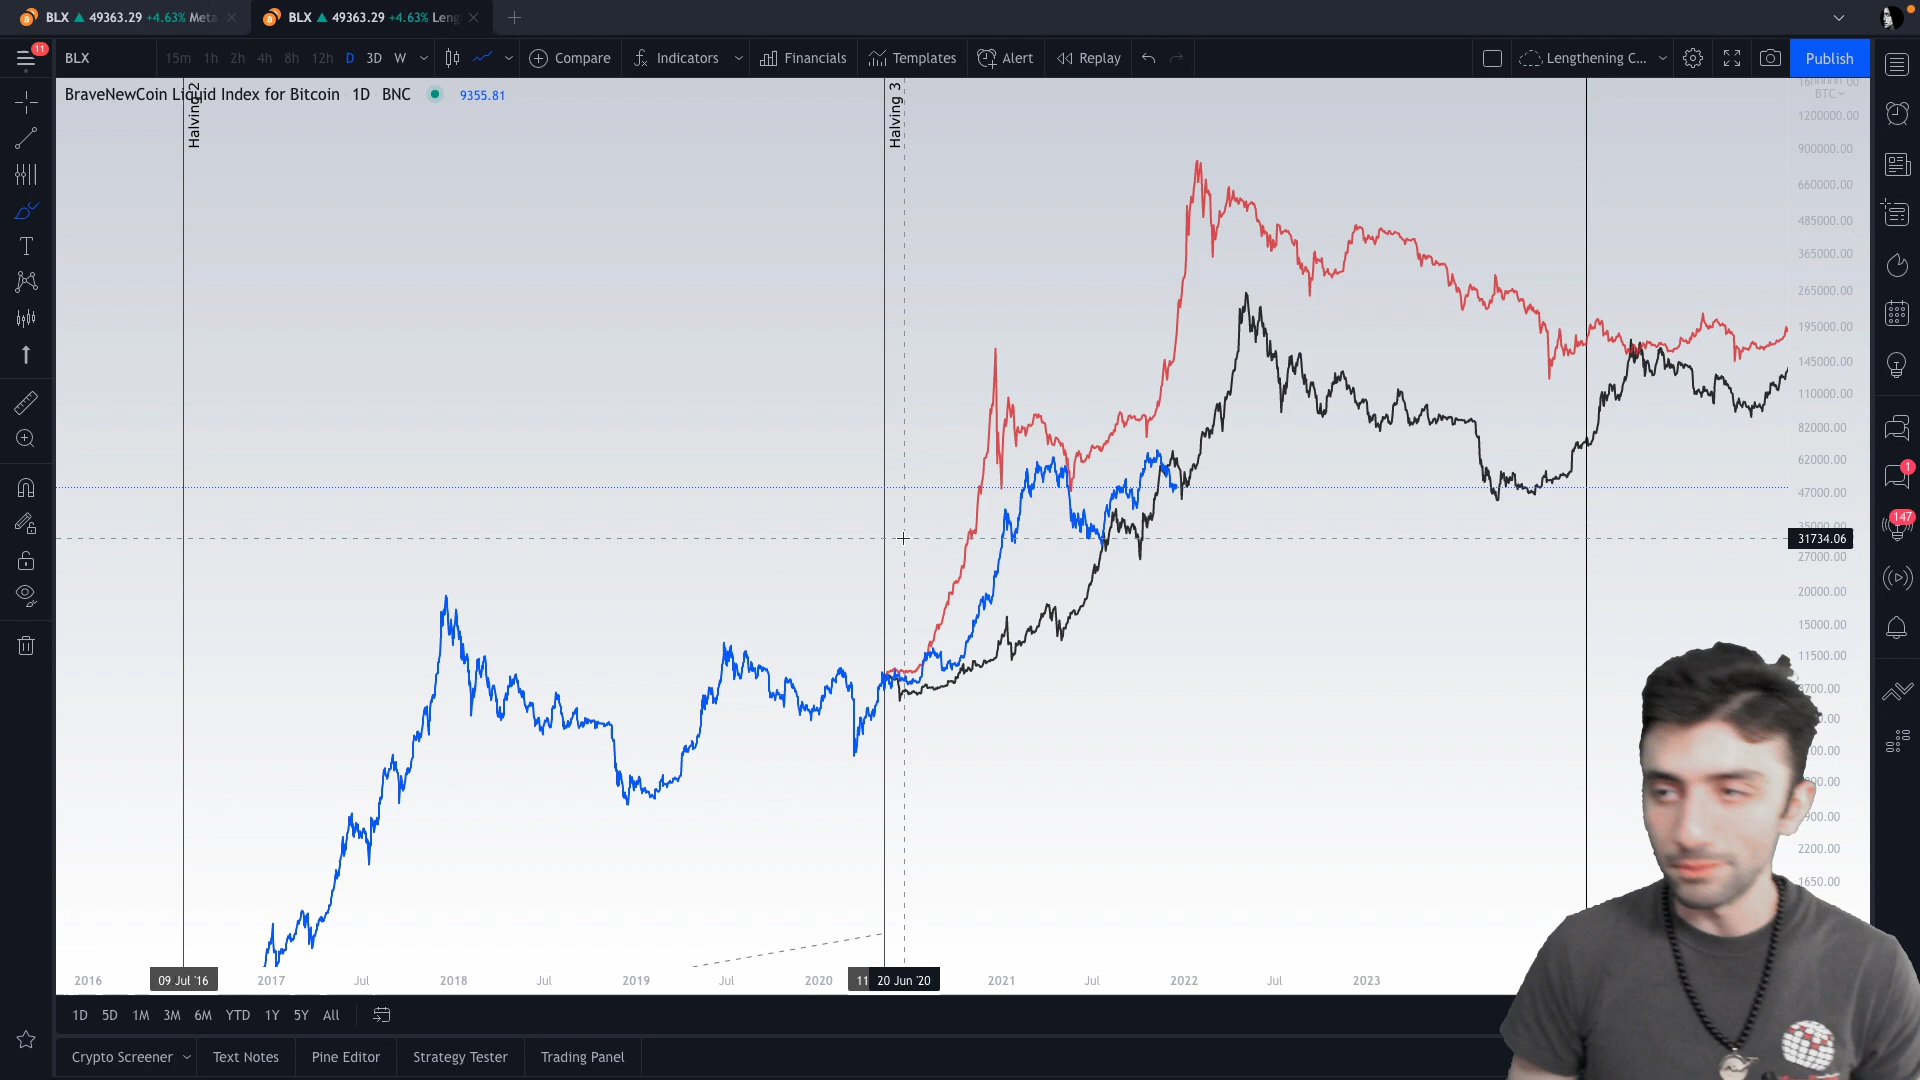 BLX ▲ 49363.29 +4.63% Meta
BLX ▲ 49363.29 +4.63% Leng
11
BLX
15m 1h 2h 4h 8h 12h D 3D W
Compare
Indicators
Financials
Templates
Alert
Replay
Lengthening C...
Publish
BraveNewCoin Liquid Index for Bitcoin 1D BNC 9355.81
Halving 2
Halving 3
BTC
1200000.00
900000.00
660000.00
485000.00
365000.00
265000.00
195000.00
145000.00
110000.00
82000.00
62000.00
47000.00
35000.00
31734.06
27000.00
20000.00
15000.00
11500.00
1650.00
2200.00
1
147
2016 09 Jul '16 2017 Jul 2018 Jul 2019 Jul 2020 11 20 Jun '20 2021 Jul 2022 Jul 2023
1D 5D 1M 3M 6M YTD 1Y 5Y All
Crypto Screener
Text Notes
Pine Editor
Strategy Tester
Trading Panel